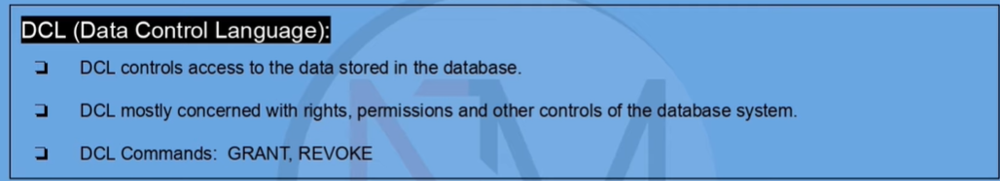 DCL (Data Control Language):
❑ DCL controls access to the data stored in the database.
❑ DCL mostly concerned with rights, permissions and other controls of the database system.
❑ DCL Commands: GRANT, REVOKE